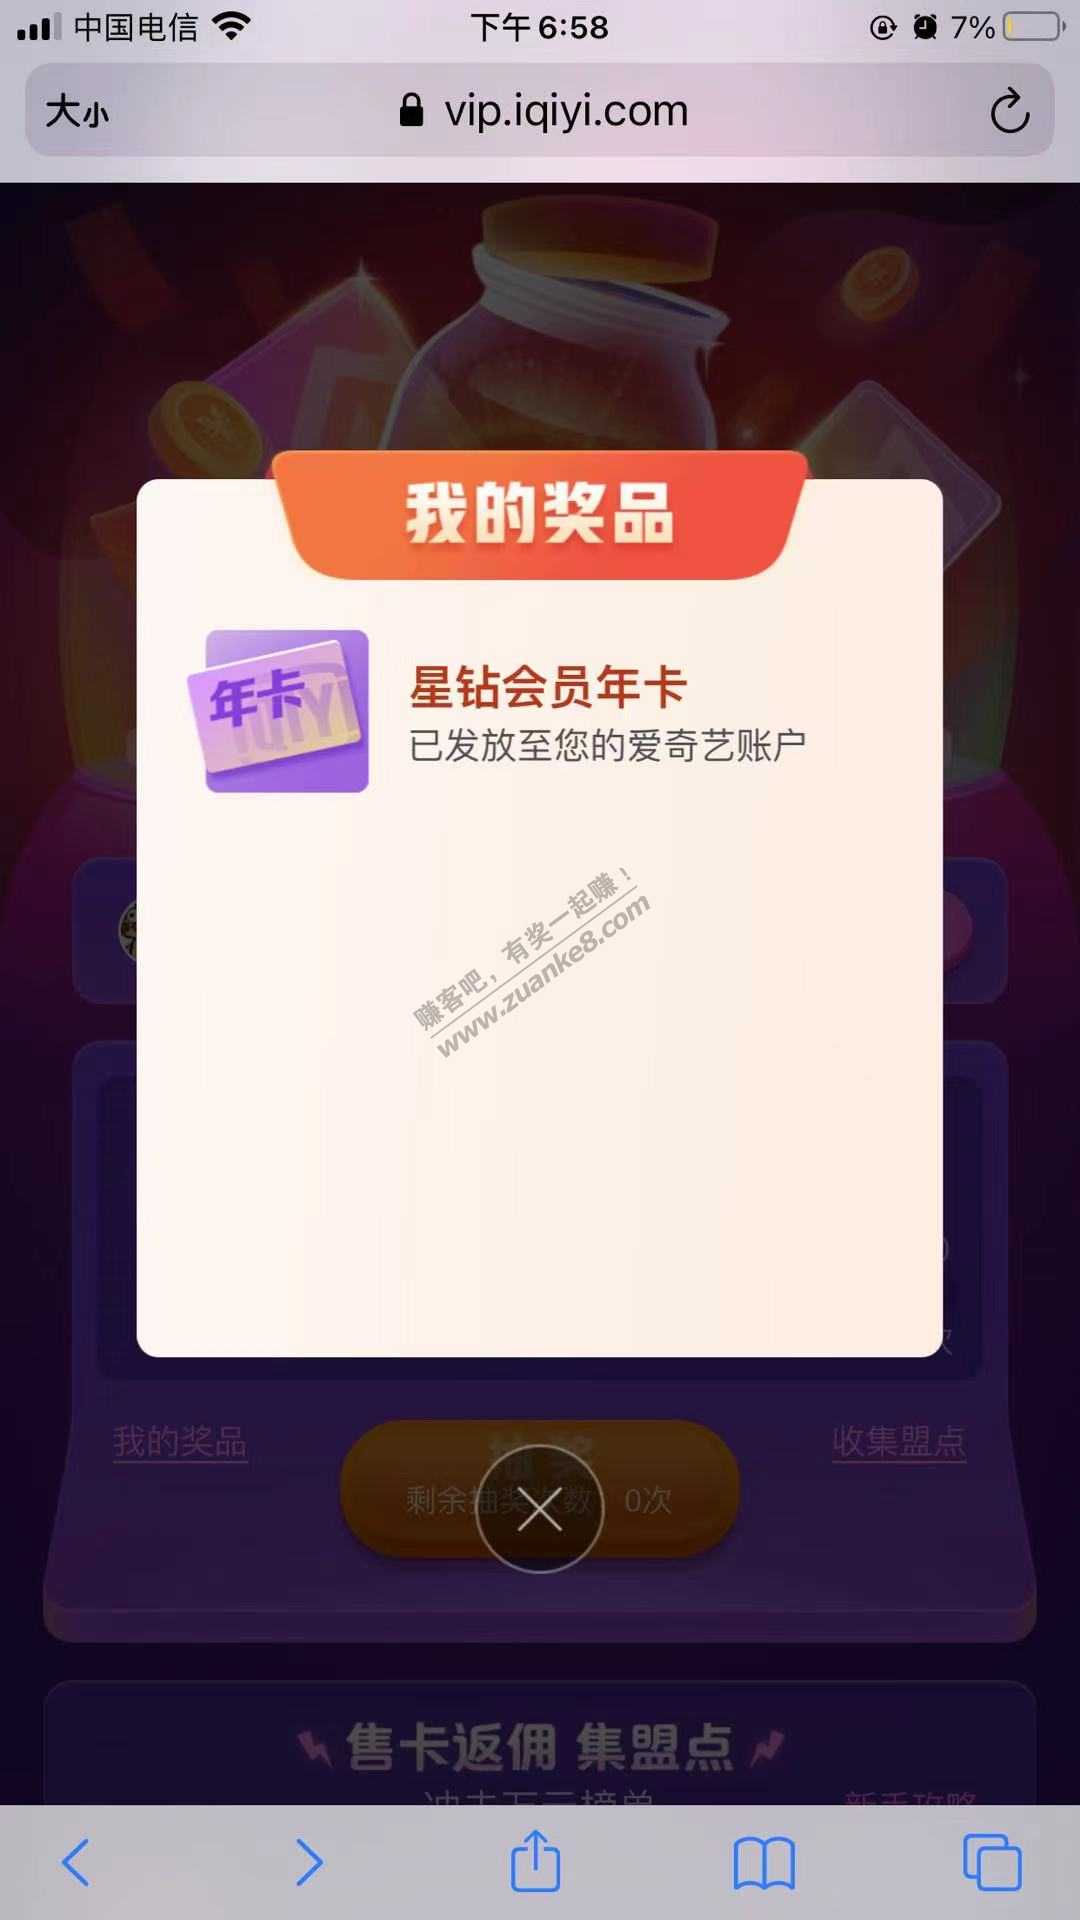 中国电信
下午6:58
7%
大小
vip.iqiyi.com
我的奖品
年卡
iQIYI
星钻会员年卡
已发放至您的爱奇艺账户
赚客吧，有奖一起赚！
www.zuanke8.com
我的奖品
抽奖
收集盟点
剩余抽奖次数
0次
售卡返佣 集盟点
新手攻略